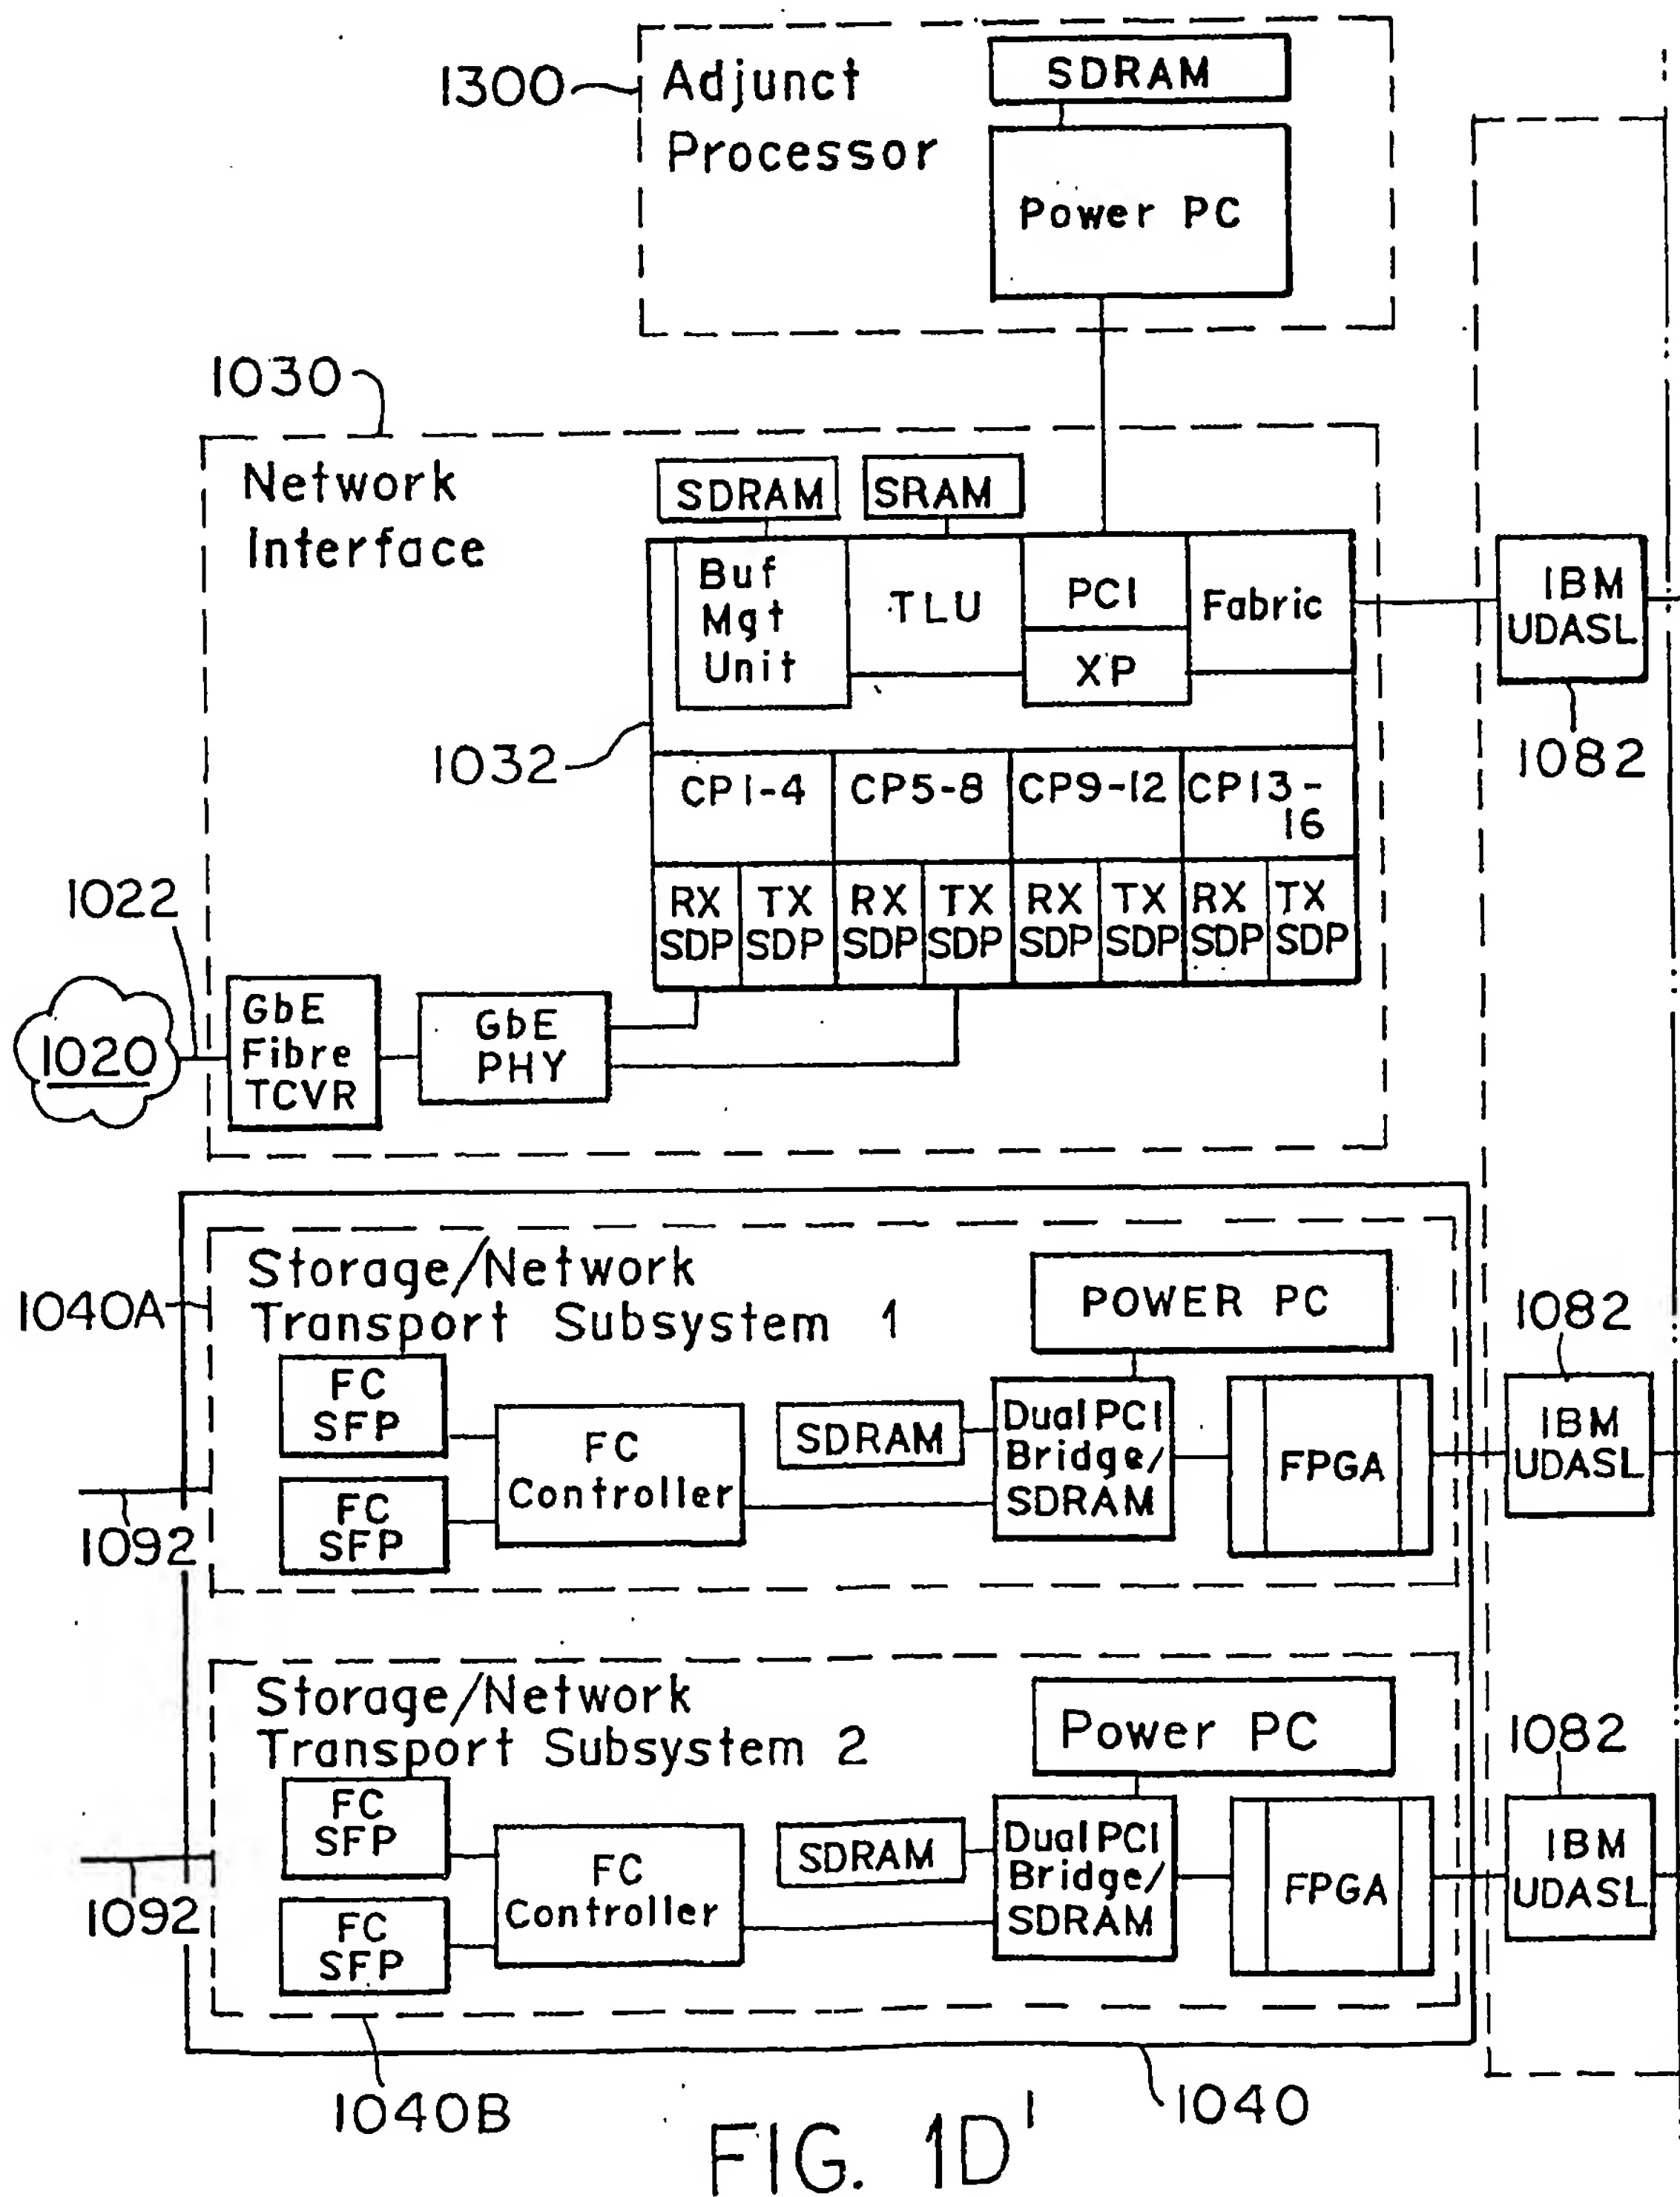 1300
Adjunct
Processor
SDRAM
Power PC
1030
Network
Interface
SDRAM
SRAM
Buf
Mgt
Unit
TLU
PCI
XP
Fabric
IBM
UDASL
1082
1032
CP1-4
CP5-8
CP9-12
CP13-
16
RX
SDP
TX
SDP
RX
SDP
TX
SDP
RX
SDP
TX
SDP
RX
SDP
TX
SDP
1022
1020
GbE
Fibre
TCVR
GbE
PHY
1040A
Storage/Network
Transport Subsystem 1
POWER PC
1082
FC
SFP
FC
SFP
FC
Controller
SDRAM
Dual PCI
Bridge/
SDRAM
FPGA
IBM
UDASL
1092
Storage/Network
Transport Subsystem 2
Power PC
1082
FC
SFP
FC
SFP
FC
Controller
SDRAM
Dual PCI
Bridge/
SDRAM
FPGA
IBM
UDASL
1092
1040B
1040
FIG. 1D'